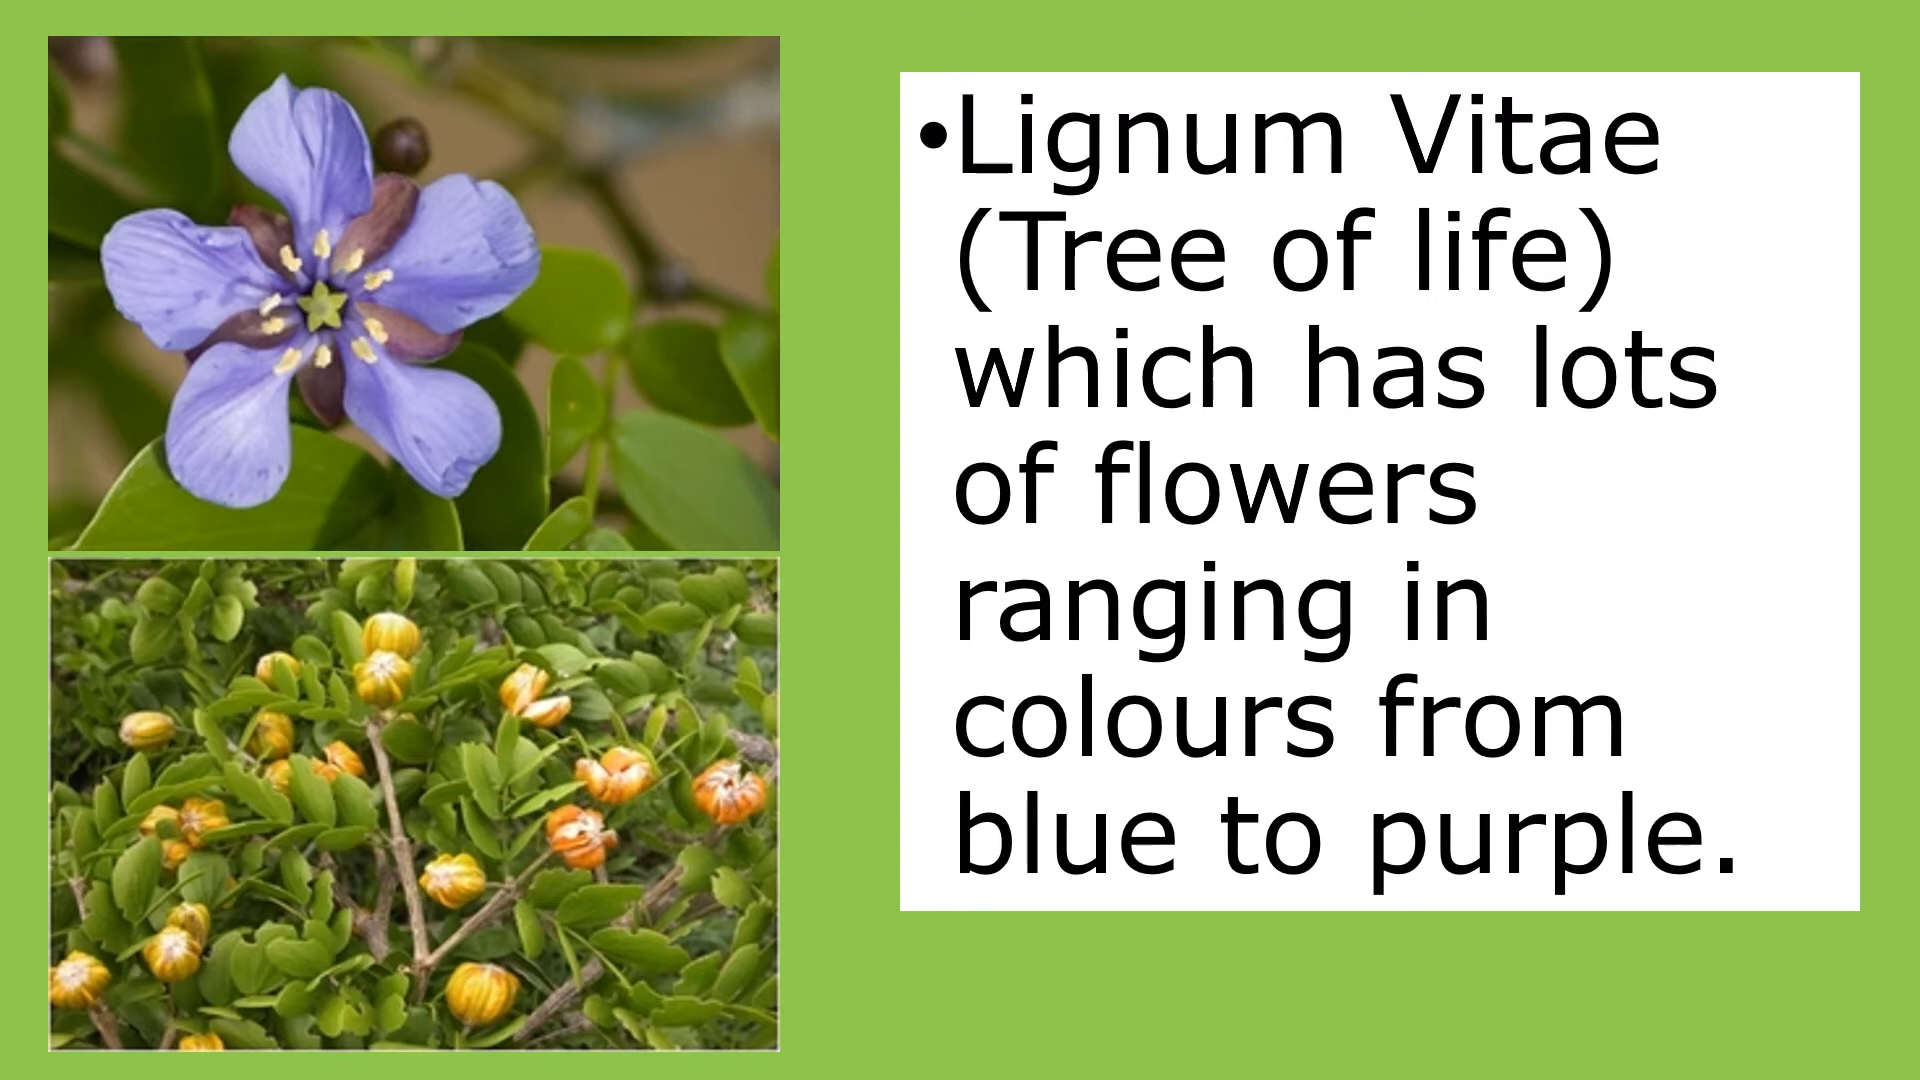 •Lignum Vitae
(Tree of life)
which has lots
of flowers
ranging in
colours from
blue to purple.